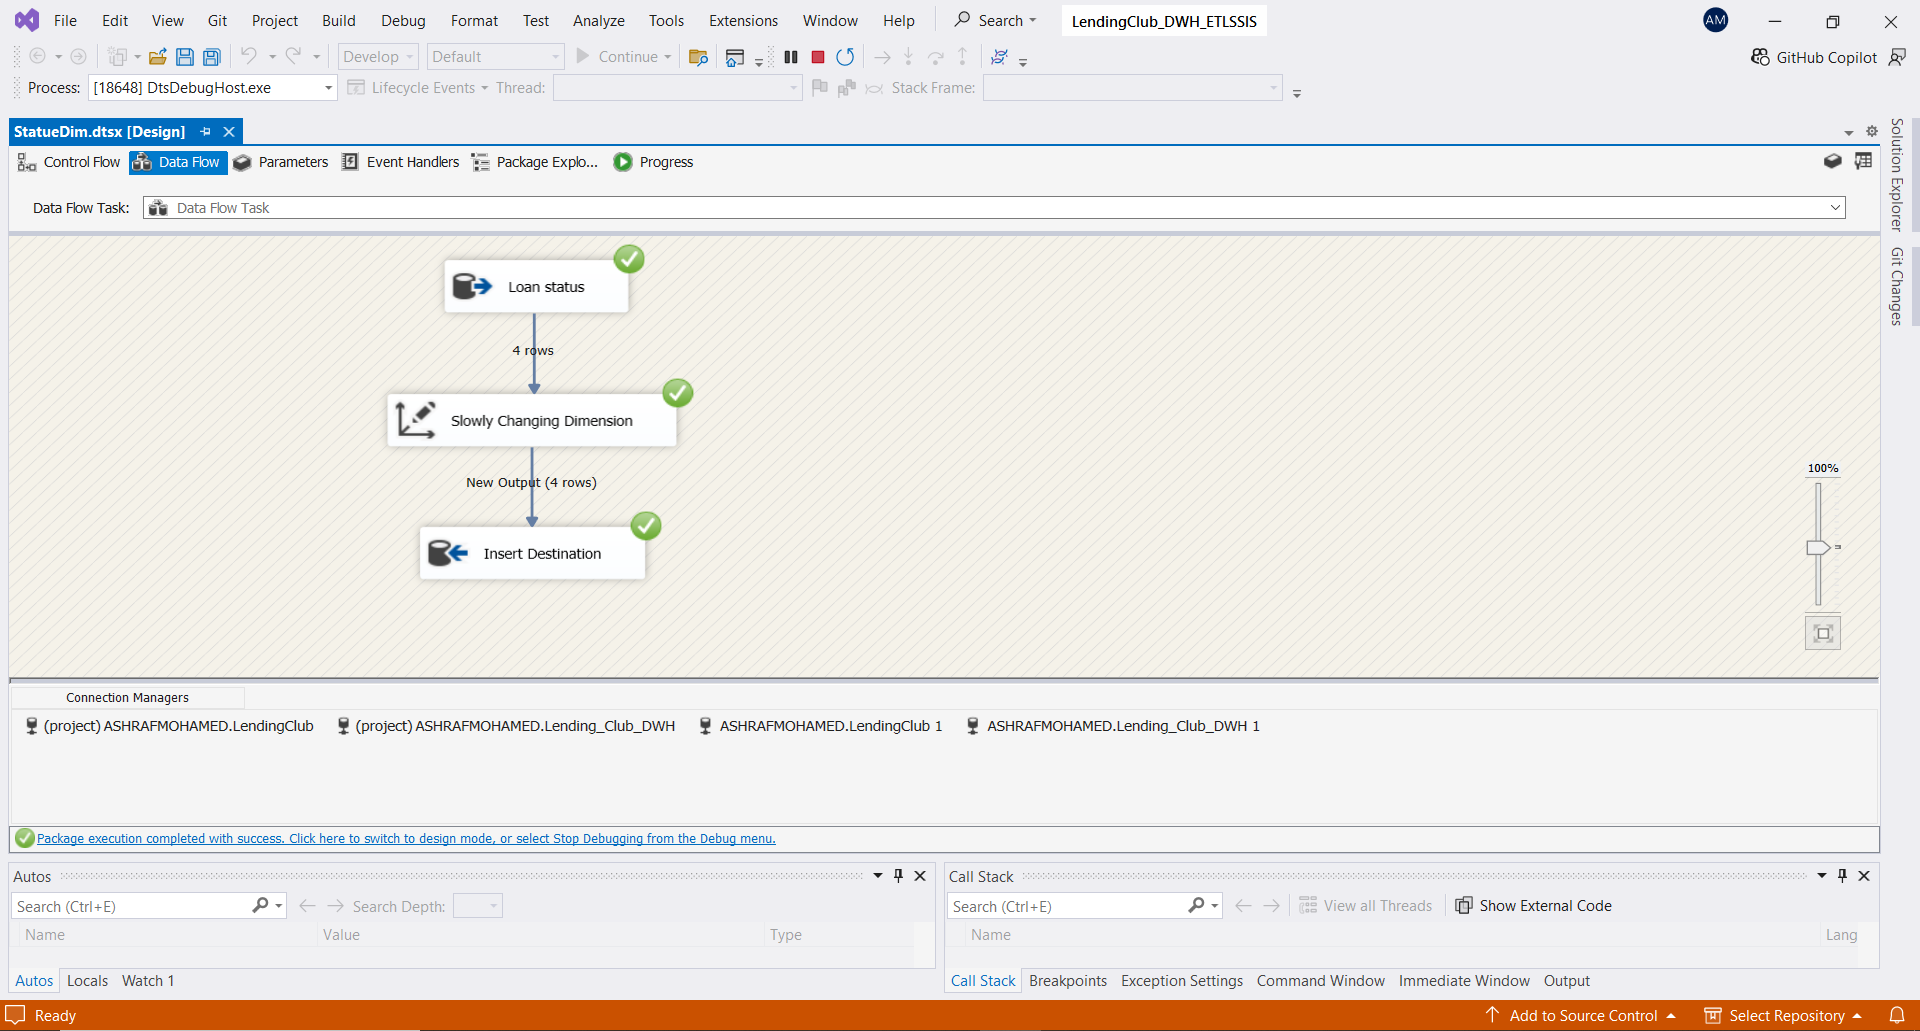 File Edit View Git Project Build Debug Format Test Analyze Tools Extensions Window Help Search LendingClub_DWH_ETLSSIS AM
Develop Default Continue GitHub Copilot
Process: [18648] DtsDebugHost.exe Lifecycle Events Thread: Stack Frame:
StatueDim.dtsx [Design]
Control Flow Data Flow Parameters Event Handlers Package Explo... Progress
Data Flow Task: Data Flow Task
Solution Explorer
Git Changes
Loan status
4 rows
Slowly Changing Dimension
New Output (4 rows)
Insert Destination
100%
Connection Managers
(project) ASHRAFMOHAMED.LendingClub (project) ASHRAFMOHAMED.Lending_Club_DWH ASHRAFMOHAMED.LendingClub 1 ASHRAFMOHAMED.Lending_Club_DWH 1
Package execution completed with success. Click here to switch to design mode, or select Stop Debugging from the Debug menu.
Autos
Search (Ctrl+E) Search Depth:
Name Value Type
Autos Locals Watch 1
Call Stack
Search (Ctrl+E) View all Threads Show External Code
Name Lang
Call Stack Breakpoints Exception Settings Command Window Immediate Window Output
Ready Add to Source Control Select Repository